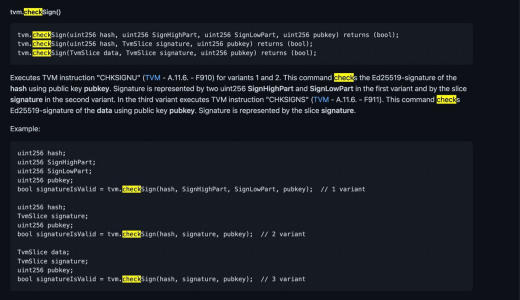 tvm.checkSign()
tvm.checkSign(uint256 hash, uint256 SignHighPart, uint256 SignLowPart, uint256 pubkey) returns (bool);
tvm.checkSign(uint256 hash, TvmSlice signature, uint256 pubkey) returns (bool);
tvm.checkSign(TvmSlice data, TvmSlice signature, uint256 pubkey) returns (bool);
Executes TVM instruction "CHKSIGNU" (TVM - A.11.6. - F910) for variants 1 and 2. This command checks the Ed25519-signature of the
hash using public key pubkey. Signature is represented by two uint256 SignHighPart and SignLowPart in the first variant and by the slice
signature in the second variant. In the third variant executes TVM instruction "CHKSIGNS" (TVM - A.11.6. - F911). This command checks
Ed25519-signature of the data using public key pubkey. Signature is represented by the slice signature.
Example:
uint256 hash;
uint256 SignHighPart;
uint256 SignLowPart;
uint256 pubkey;
bool signatureIsValid = tvm.checkSign(hash, SignHighPart, SignLowPart, pubkey);  // 1 variant
uint256 hash;
TvmSlice signature;
uint256 pubkey;
bool signatureIsValid = tvm.checkSign(hash, signature, pubkey);  // 2 variant
TvmSlice data;
TvmSlice signature;
uint256 pubkey;
bool signatureIsValid = tvm.checkSign(hash, signature, pubkey);  // 3 variant